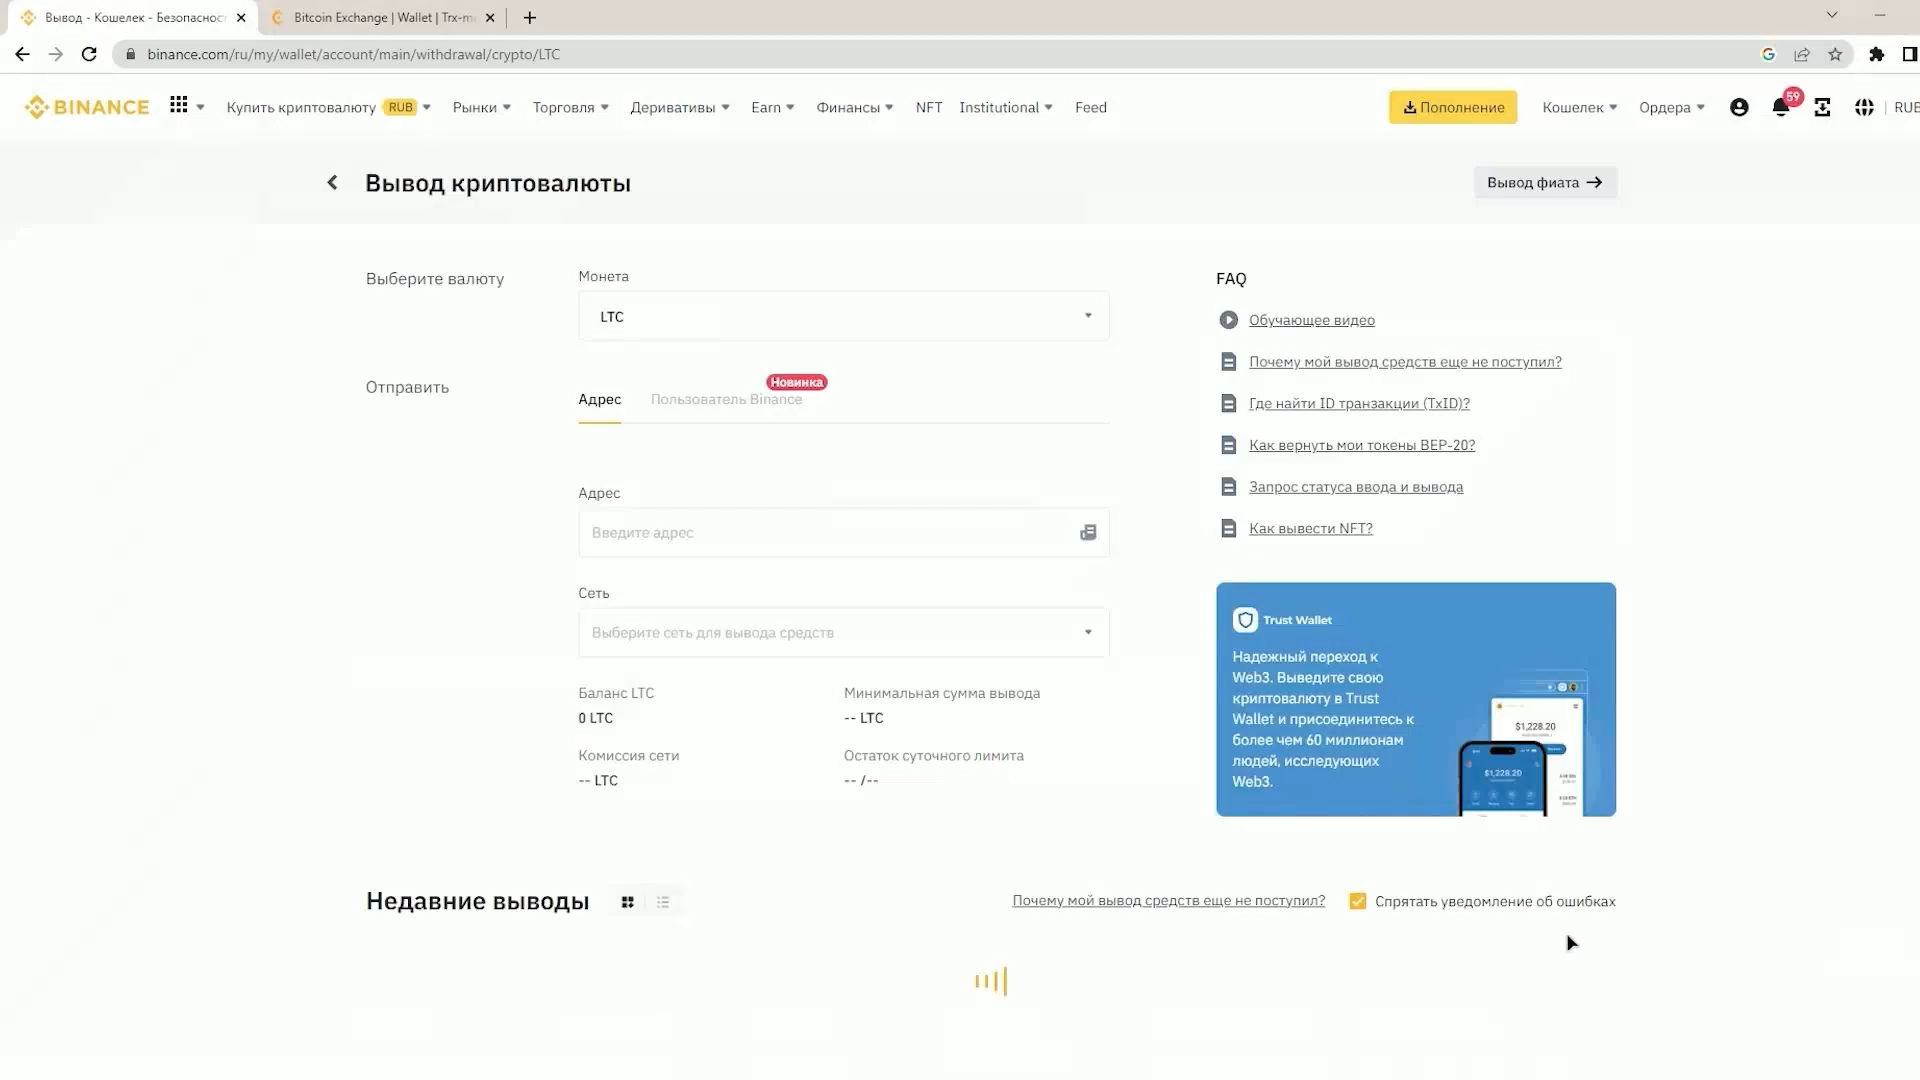 Вывод - Кошелек - Безопасност
Bitcoin Exchange | Wallet | Trx-m
binance.com/ru/my/wallet/account/main/withdrawal/crypto/LTC
BINANCE
Купить криптовалюту RUB
Рынки
Торговля
Деривативы
Earn
Финансы
NFT
Institutional
Feed
Пополнение
Кошелек
Ордера
59
RUB
Вывод криптовалюты
Вывод фиата
Выберите валюту
Монета
LTC
Отправить
Адрес
Пользователь Binance
Новинка
Адрес
Введите адрес
Сеть
Выберите сеть для вывода средств
Баланс LTC
0 LTC
Минимальная сумма вывода
-- LTC
Комиссия сети
-- LTC
Остаток суточного лимита
-- /--
FAQ
Обучающее видео
Почему мой вывод средств еще не поступил?
Где найти ID транзакции (TxID)?
Как вернуть мои токены BEP-20?
Запрос статуса ввода и вывода
Как вывести NFT?
Trust Wallet
Надежный переход к
Web3. Выведите свою
криптовалюту в Trust
Wallet и присоединитесь к
более чем 60 миллионам
людей, исследующих
Web3.
$1,228.20
$1,228.20
Недавние выводы
Почему мой вывод средств еще не поступил?
Спрятать уведомление об ошибках